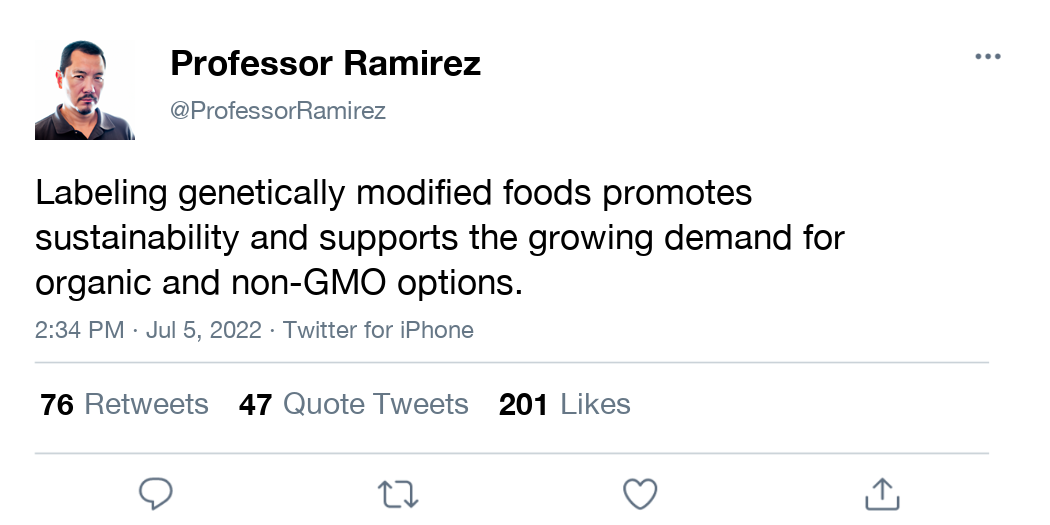 Professor Ramirez
@ProfessorRamirez
Labeling genetically modified foods promotes
sustainability and supports the growing demand for
organic and non-GMO options.
2:34 PM · Jul 5, 2022 · Twitter for iPhone
76 Retweets 47 Quote Tweets 201 Likes